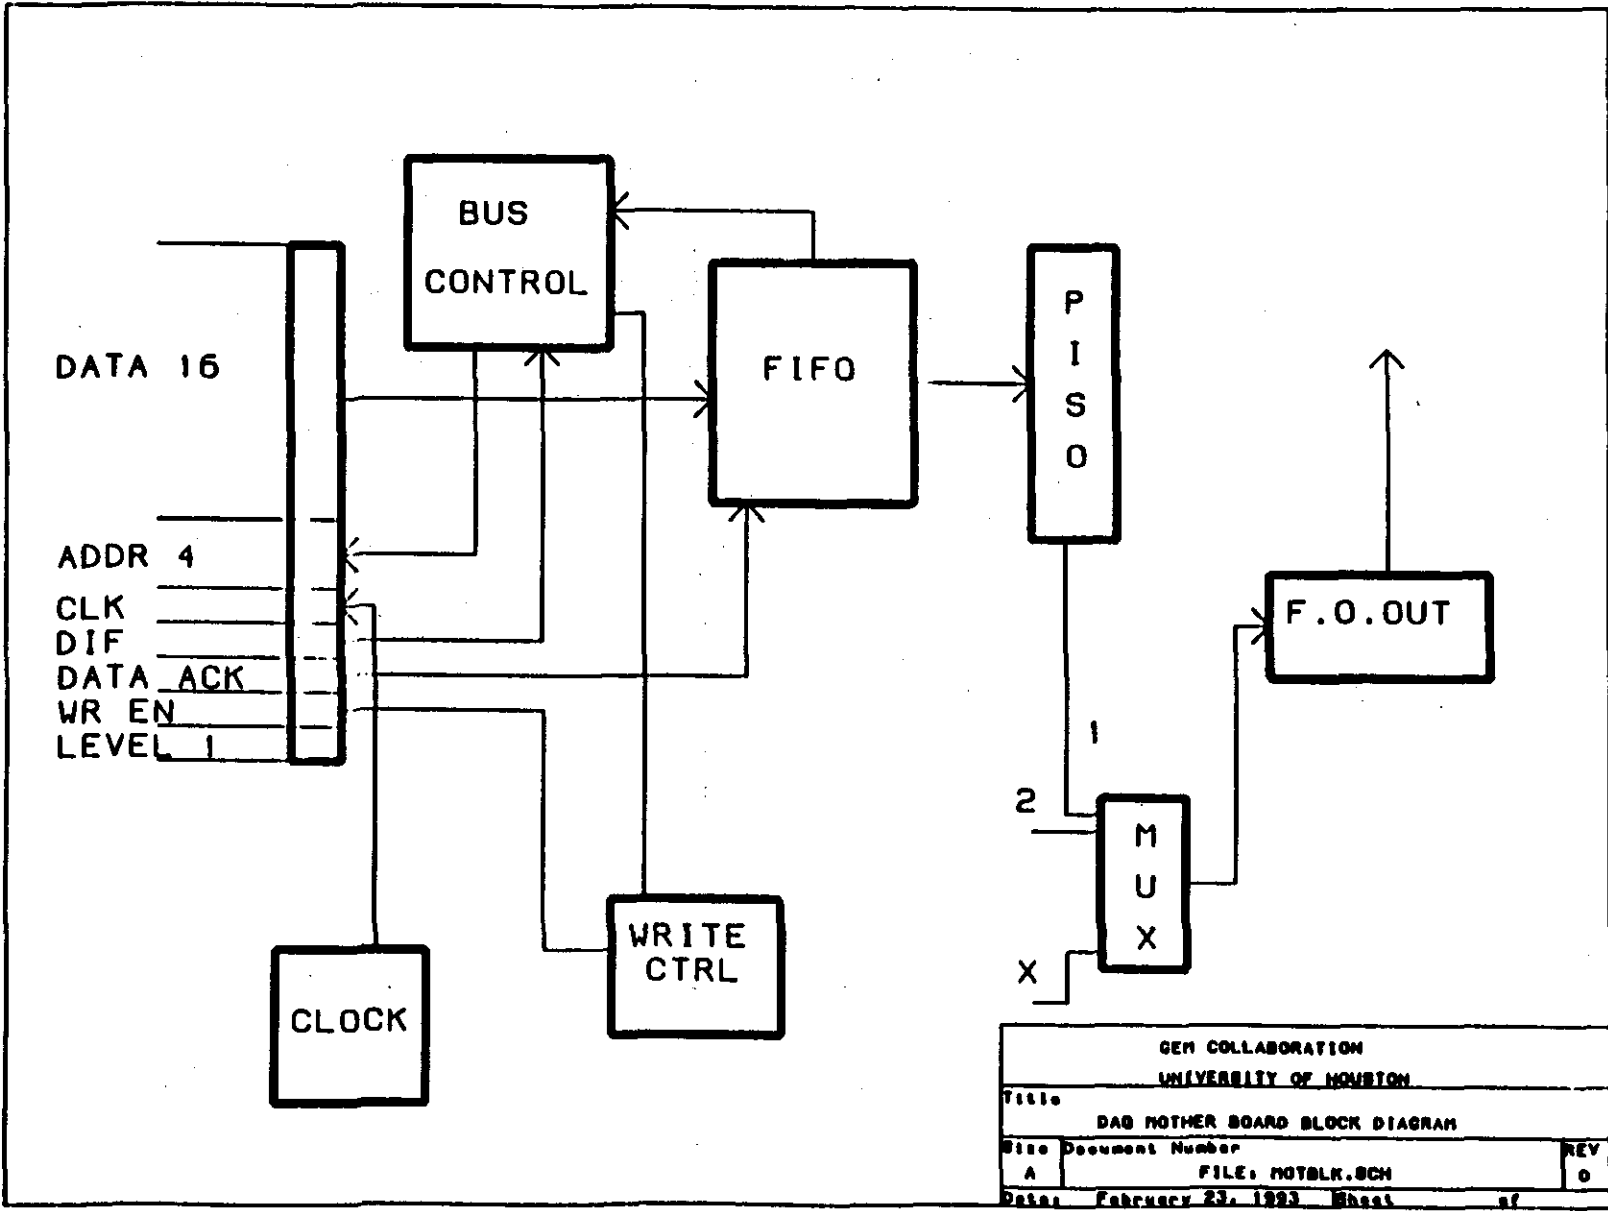 BUS
CONTROL
DATA 16
FIFO
P
I
S
O
ADDR 4
CLK
DIF
DATA ACK
WR EN
LEVEL 1
F.O.OUT
1
2
M
U
X
X
WRITE
CTRL
CLOCK
GEM COLLABORATION
UNIVERSITY OF HOUSTON
Title
DAQ MOTHER BOARD BLOCK DIAGRAM
Size Document Number REV
A FILE: MOTBLK.SCH 0
Date: February 23, 1993 Sheet of